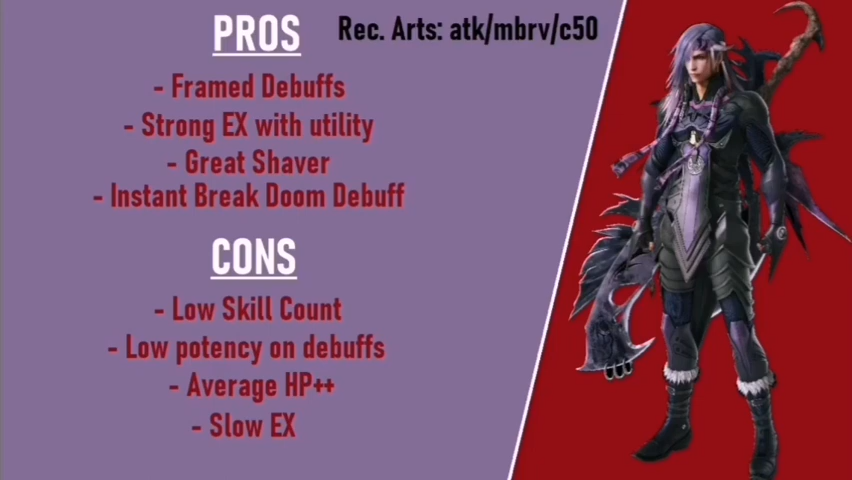 PROS
Rec. Arts: atk/mbrv/c50
- Framed Debuffs
- Strong EX with utility
- Great Shaver
- Instant Break Doom Debuff
CONS
- Low Skill Count
- Low potency on debuffs
- Average HP++
- Slow EX